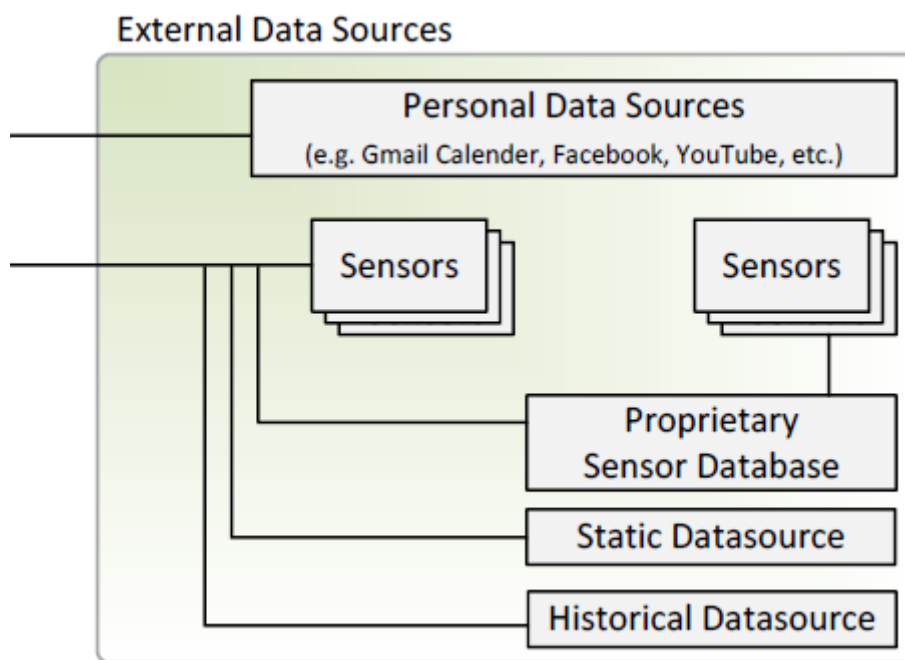 External Data Sources
Personal Data Sources
(e.g. Gmail Calender, Facebook, YouTube, etc.)
Sensors
Sensors
Proprietary
Sensor Database
Static Datasource
Historical Datasource